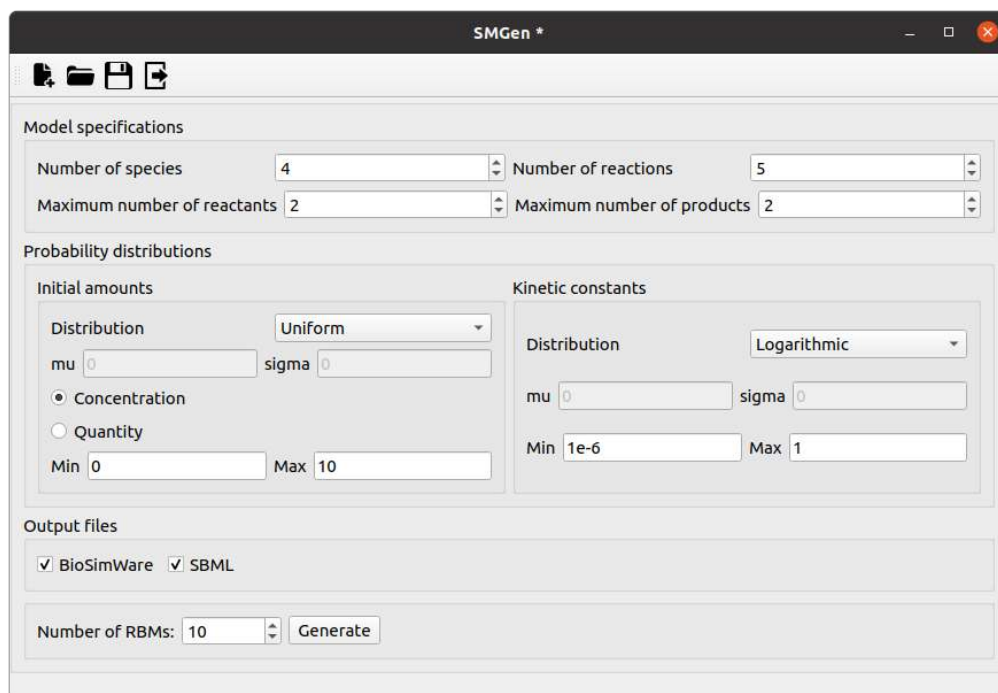 SMGen *
Model specifications
Number of species 4 Number of reactions 5
Maximum number of reactants 2 Maximum number of products 2
Probability distributions
Initial amounts
Distribution Uniform
mu 0 sigma 0
Concentration
Quantity
Min 0 Max 10
Kinetic constants
Distribution Logarithmic
mu 0 sigma 0
Min 1e-6 Max 1
Output files
BioSimWare SBML
Number of RBMs: 10 Generate